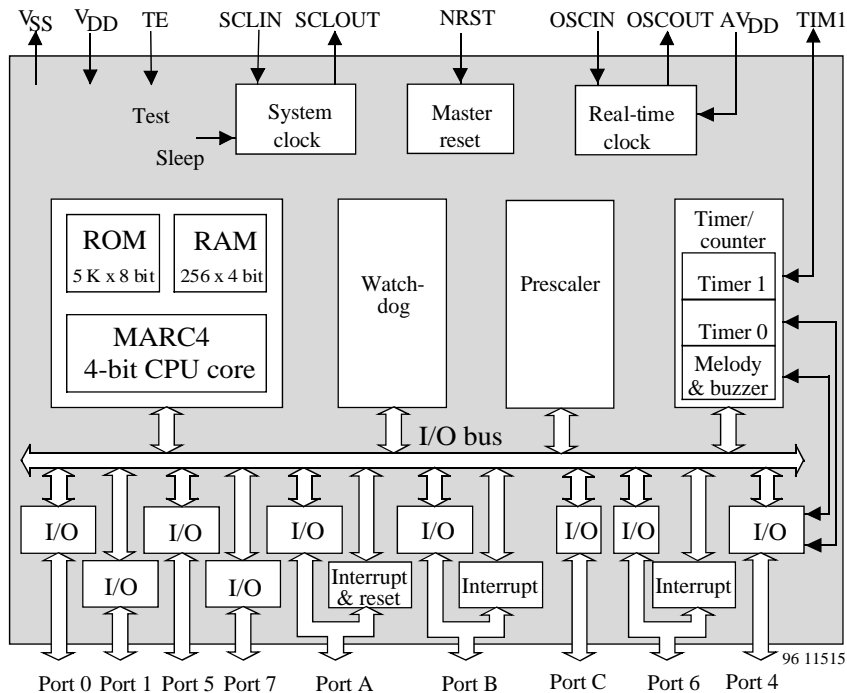 VSS VDD TE SCLIN SCLOUT NRST OSCIN OSCOUT AVDD TIM1
Test
Sleep
System
clock
Master
reset
Real-time
clock
ROM
5 K x 8 bit
RAM
256 x 4 bit
MARC4
4-bit CPU core
Watch-
dog
Prescaler
Timer/
counter
Timer 1
Timer 0
Melody
& buzzer
I/O bus
I/O I/O I/O I/O I/O I/O I/O
I/O I/O
Interrupt
& reset
Interrupt
Interrupt
96 11515
Port 0 Port 1 Port 5 Port 7 Port A Port B Port C Port 6 Port 4